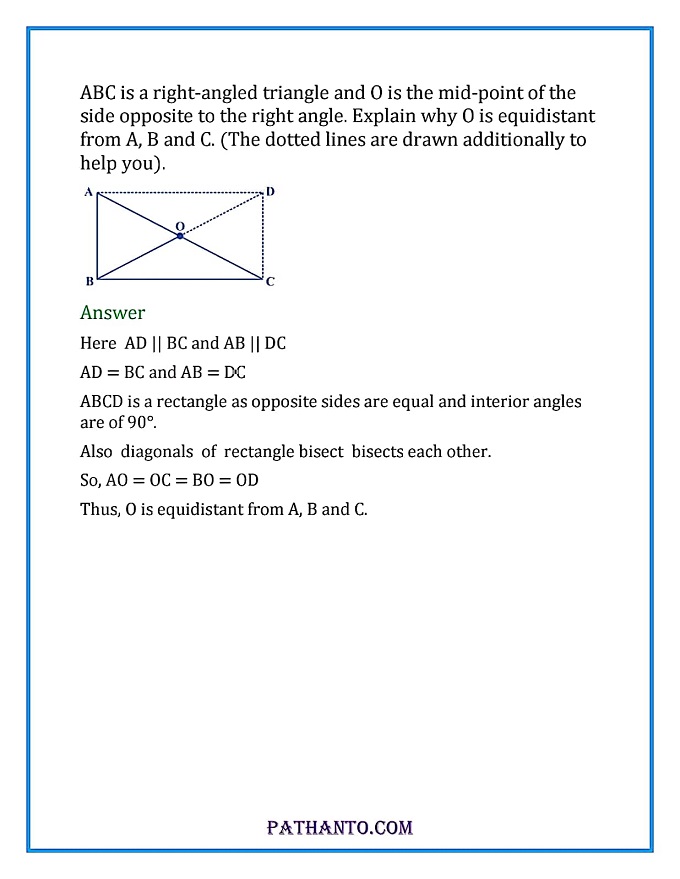 ABC is a right-angled triangle and O is the mid-point of the
side opposite to the right angle. Explain why O is equidistant
from A, B and C. (The dotted lines are drawn additionally to
help you).
A D
O
B C
Answer
Here AD || BC and AB || DC
AD = BC and AB = DC
ABCD is a rectangle as opposite sides are equal and interior angles
are of 90°.
Also diagonals of rectangle bisect bisects each other.
So, AO = OC = BO = OD
Thus, O is equidistant from A, B and C.
PATHANTO.COM